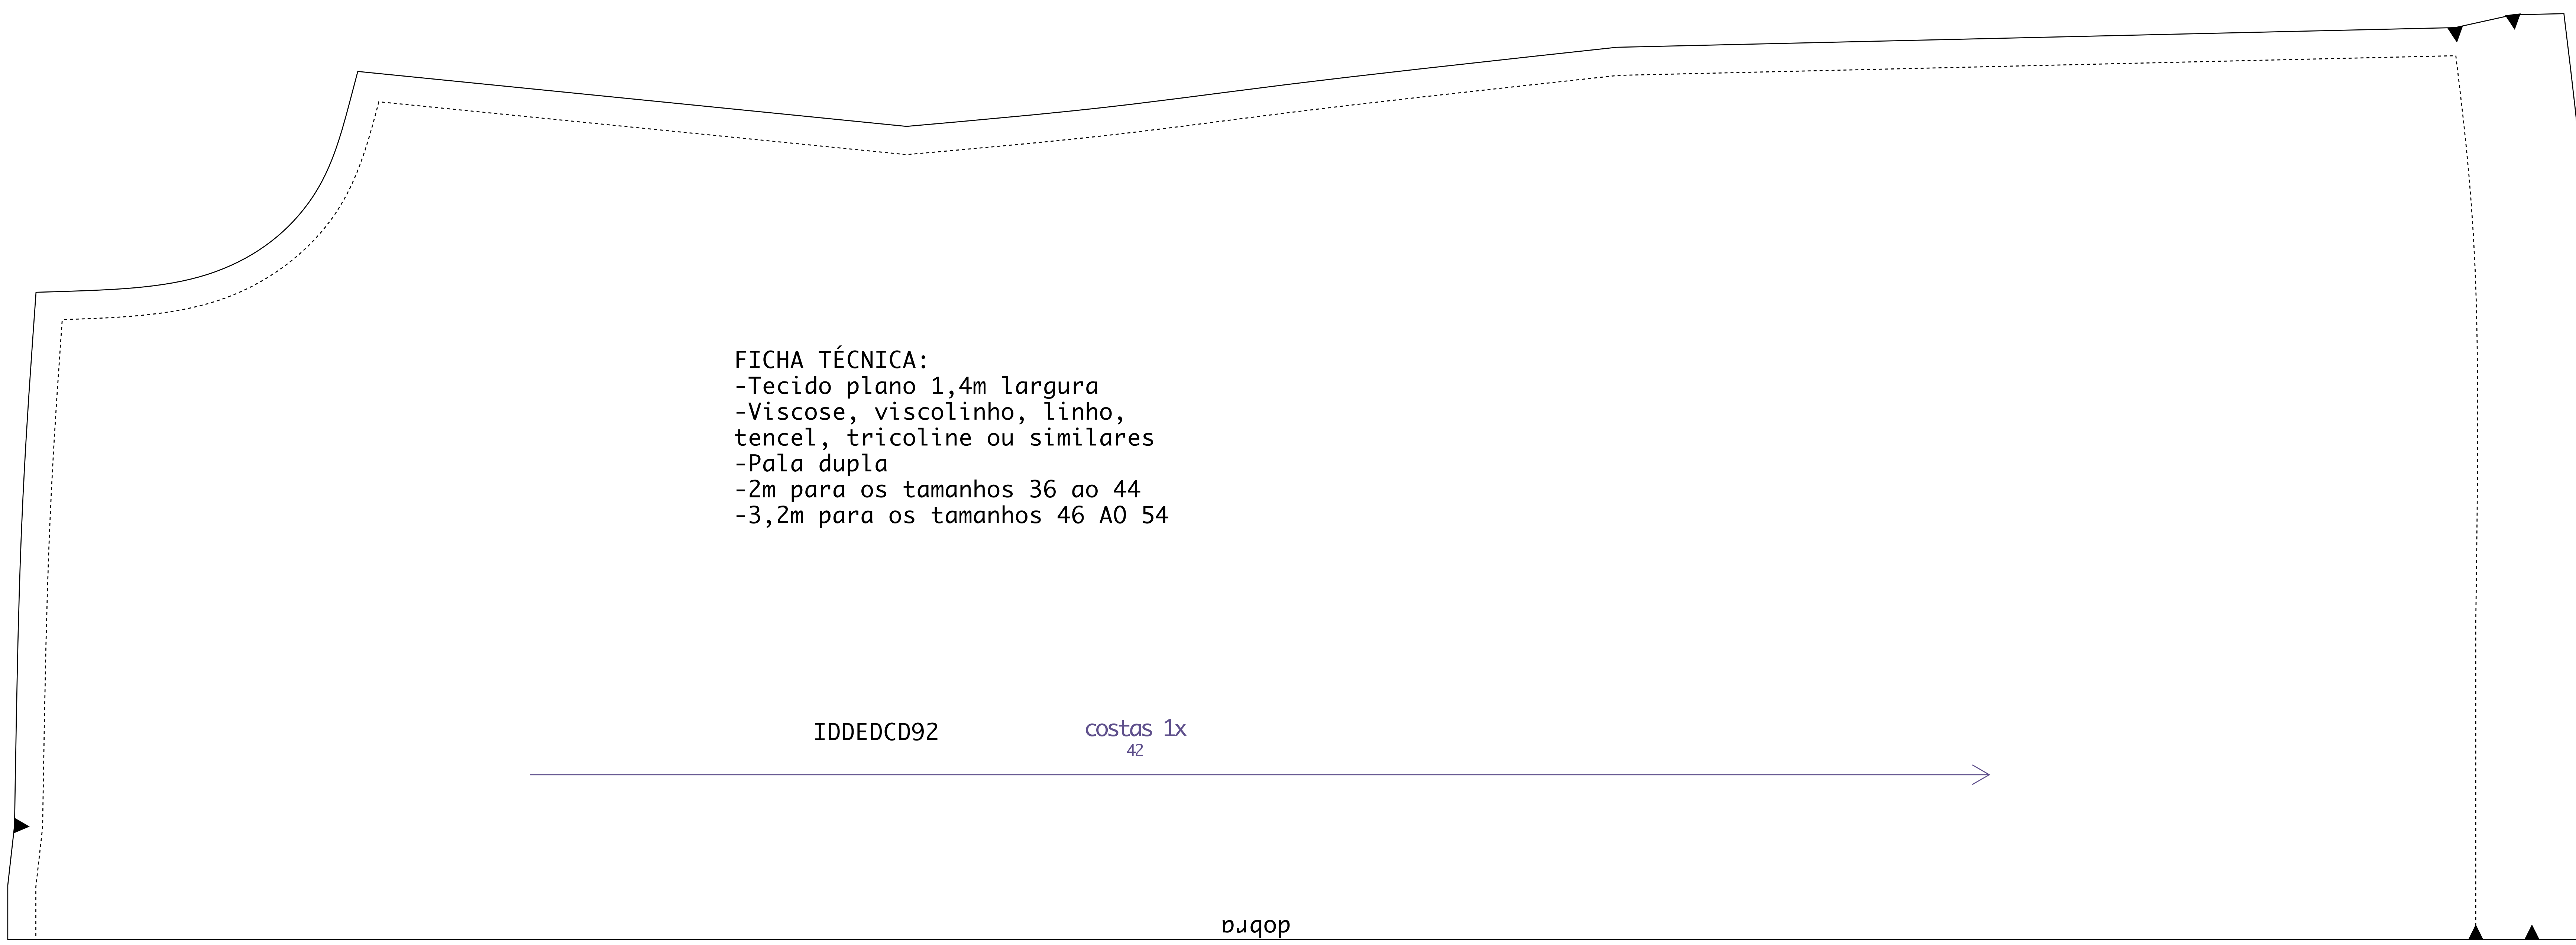 FICHA TÉCNICA:
-Tecido plano 1,4m largura
-Viscose, viscolinho, linho,
tencel, tricoline ou similares
-Pala dupla
-2m para os tamanhos 36 ao 44
-3,2m para os tamanhos 46 AO 54
IDDEDCD92
costas 1x
42
dobra